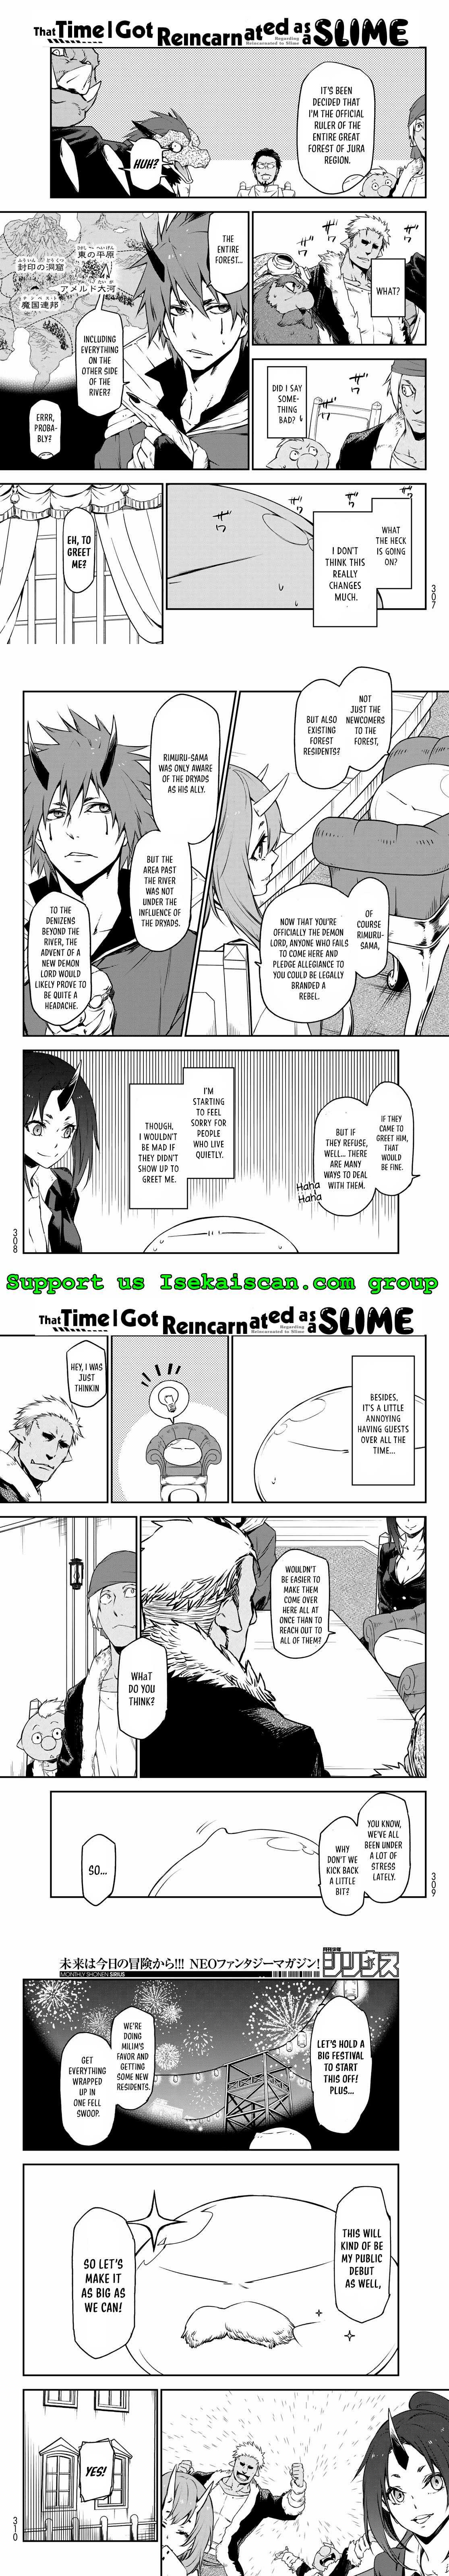 That Time I Got Reincarnated as a SLIME
Regarding
Reincarnated to Slime
IT'S BEEN
DECIDED THAT
I'M THE OFFICIAL
RULER OF THE
ENTIRE GREAT
FOREST OF JURA
REGION.
HUH?
WHAT?
THE
ENTIRE
FOREST...
東の平原
封印の洞窟
アメルド大河
魔国連邦
テンペスト
INCLUDING
EVERYTHING
ON THE
OTHER SIDE
OF THE
RIVER?
ERRR,
PROBA-
BLY?
DID I SAY
SOME-
THING
BAD?
WHAT
THE HECK
IS GOING
ON?
I DON'T
THINK THIS
REALLY
CHANGES
MUCH.
EH, TO
GREET
ME?
307
NOT
JUST THE
NEWCOMERS TO
THE FOREST,
BUT ALSO
EXISTING
FOREST
RESIDENTS?
OF
COURSE
RIMURU-
SAMA,
NOW THAT YOU'RE
OFFICIALLY THE DEMON
LORD, ANYONE WHO FAILS
TO COME HERE AND
PLEDGE ALLEGIANCE TO
YOU COULD BE LEGALLY
BRANDED A
REBEL.
RIMURU-SAMA
WAS ONLY AWARE
OF THE DRYADS
AS HIS ALLY.
BUT THE
AREA PAST
THE RIVER
WAS NOT
UNDER THE
INFLUENCE OF
THE DRYADS.
TO THE
DENIZENS
BEYOND THE
RIVER, THE
ADVENT OF A
NEW DEMON
LORD WOULD
LIKELY PROVE TO
BE QUITE A
HEADACHE.
IF THEY
CAME TO
GREET HIM,
THAT
WOULD
BE FINE.
BUT IF
THEY REFUSE,
WELL... THERE
ARE MANY
WAYS TO DEAL
WITH THEM.
Haha
Haha
I'M
STARTING
TO FEEL
SORRY FOR
PEOPLE
WHO LIVE
QUIETLY.
THOUGH.
I WOULDN'T
BE MAD IF
THEY DIDN'T
SHOW UP TO
GREET ME.
308
Support us Isekaiscan.com group
That Time I Got Reincarnated as a SLIME
Regarding
Reincarnated to Slime
BESIDES,
IT'S A LITTLE
ANNOYING
HAVING GUESTS
OVER ALL THE
TIME...
HEY, I WAS
JUST
THINKIN
WOULDN'T
BE EASIER TO
MAKE THEM
COME OVER
HERE ALL AT
ONCE THAN TO
REACH OUT TO
ALL OF THEM?
WHaT
DO YOU
THINK?
YOU KNOW,
WE'VE ALL
BEEN UNDER
A LOT OF
STRESS
LATELY.
WHY
DON'T WE
KICK BACK
A LITTLE
BIT?
SO...
309
未来は今日の冒険から!!! NEOファンタジーマガジン!
月刊少年
シリウス
MONTHLY SHONEN SIRIUS
LET'S HOLD A
BIG FESTIVAL
TO START
THIS OFF!
PLUS...
WE'RE
DOING
MILIM'S
FAVOR AND
GETTING
SOME NEW
RESIDENTS.
GET
EVERYTHING
WRAPPED
UP IN
ONE FELL
SWOOP.
THIS WILL
KIND OF BE
MY PUBLIC
DEBUT
AS WELL,
SO LET'S
MAKE IT
AS BIG AS
WE CAN!
YES!
310